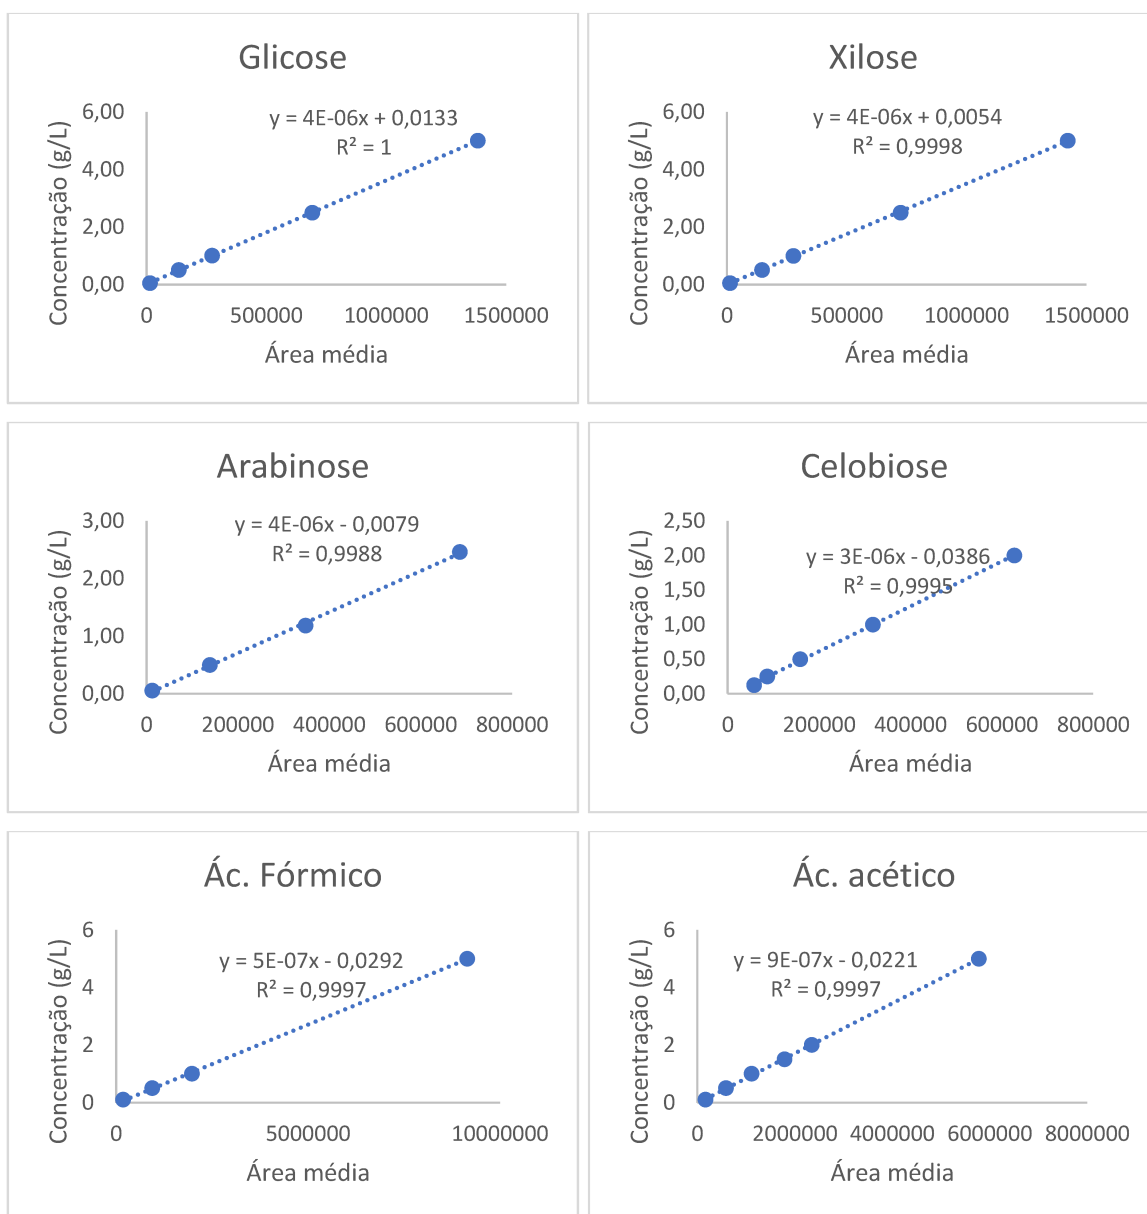 Glicose
y = 4E-06x + 0,0133
R² = 1
6,00
4,00
2,00
0,00
0 500000 1000000 1500000
Concentração (g/L)
Área média
Xilose
y = 4E-06x + 0,0054
R² = 0,9998
6,00
4,00
2,00
0,00
0 500000 1000000 1500000
Concentração (g/L)
Área média
Arabinose
y = 4E-06x - 0,0079
R² = 0,9988
3,00
2,00
1,00
0,00
0 200000 400000 600000 800000
Concentração (g/L)
Área média
Celobiose
y = 3E-06x - 0,0386
R² = 0,9995
2,50
2,00
1,50
1,00
0,50
0,00
0 200000 400000 600000 800000
Concentração (g/L)
Área média
Ác. Fórmico
y = 5E-07x - 0,0292
R² = 0,9997
6
4
2
0
0 5000000 10000000
Concentração (g/L)
Área média
Ác. acético
y = 9E-07x - 0,0221
R² = 0,9997
6
4
2
0
0 2000000 4000000 6000000 8000000
Concentração (g/L)
Área média